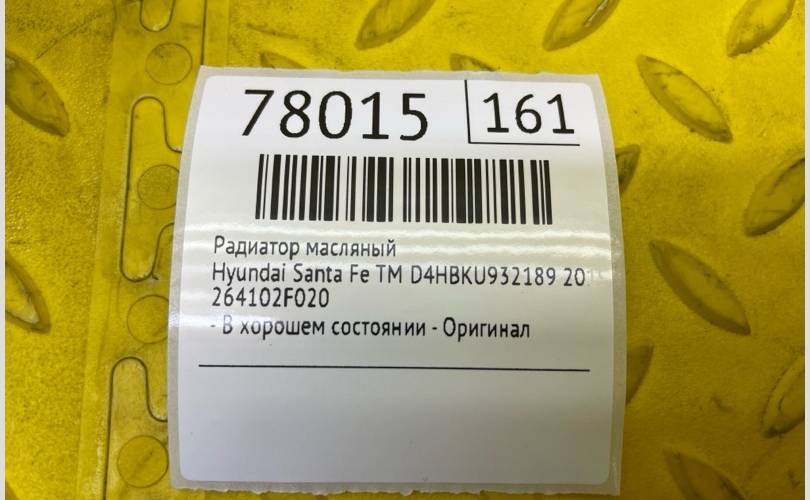 78015 161
Радиатор масляный
Hyundai Santa Fe TM D4HBKU932189
264102F020
- В хорошем состоянии - Оригинал